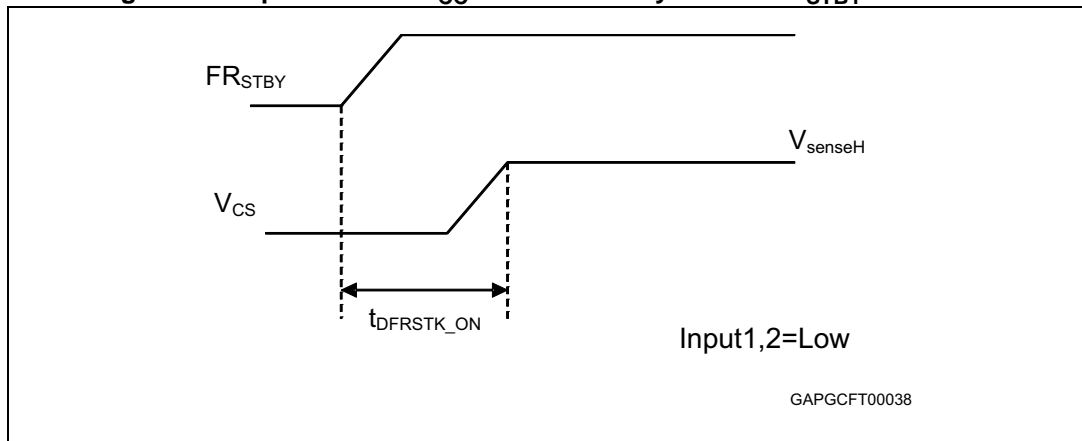 FRSTBY
VsenseH
VCS
tDFRSTK_ON
Input1,2=Low
GAPGCFT00038